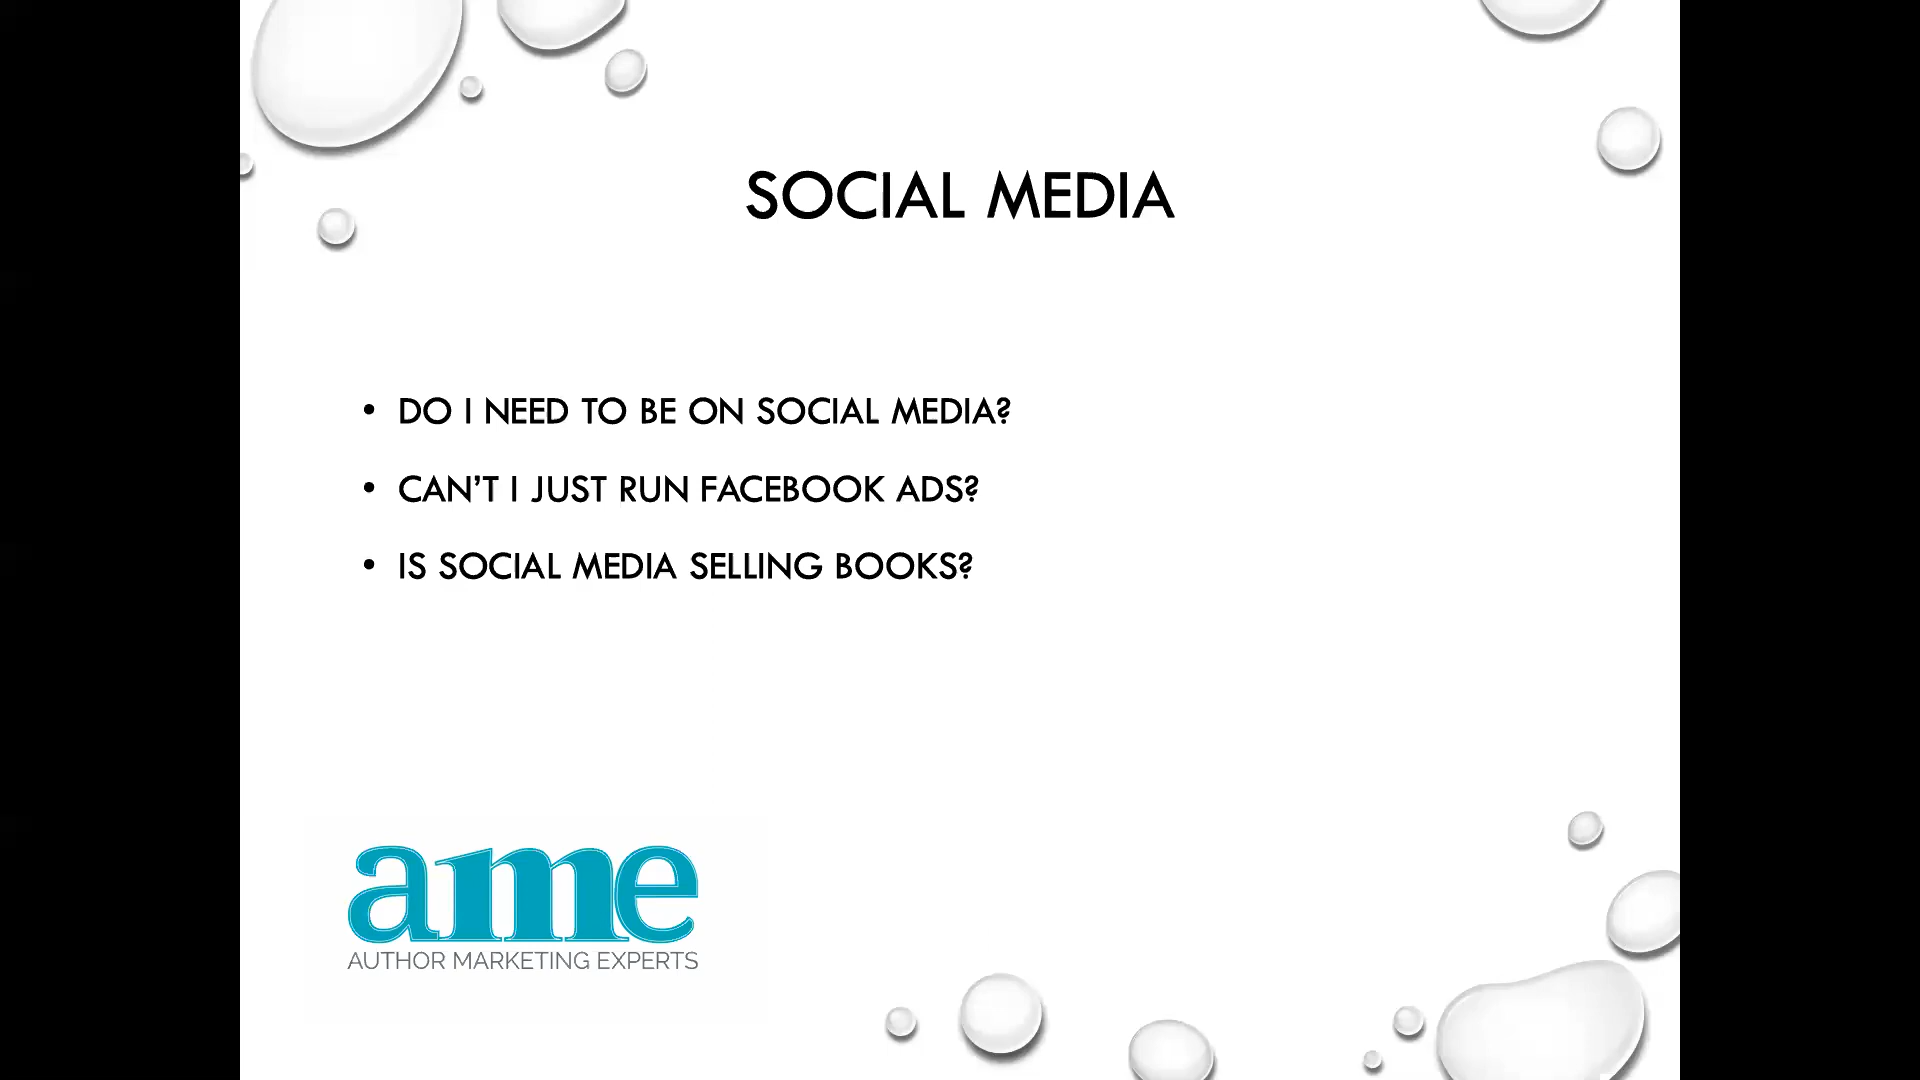 SOCIAL MEDIA
• DO I NEED TO BE ON SOCIAL MEDIA?
• CAN’T I JUST RUN FACEBOOK ADS?
• IS SOCIAL MEDIA SELLING BOOKS?
ame
AUTHOR MARKETING EXPERTS